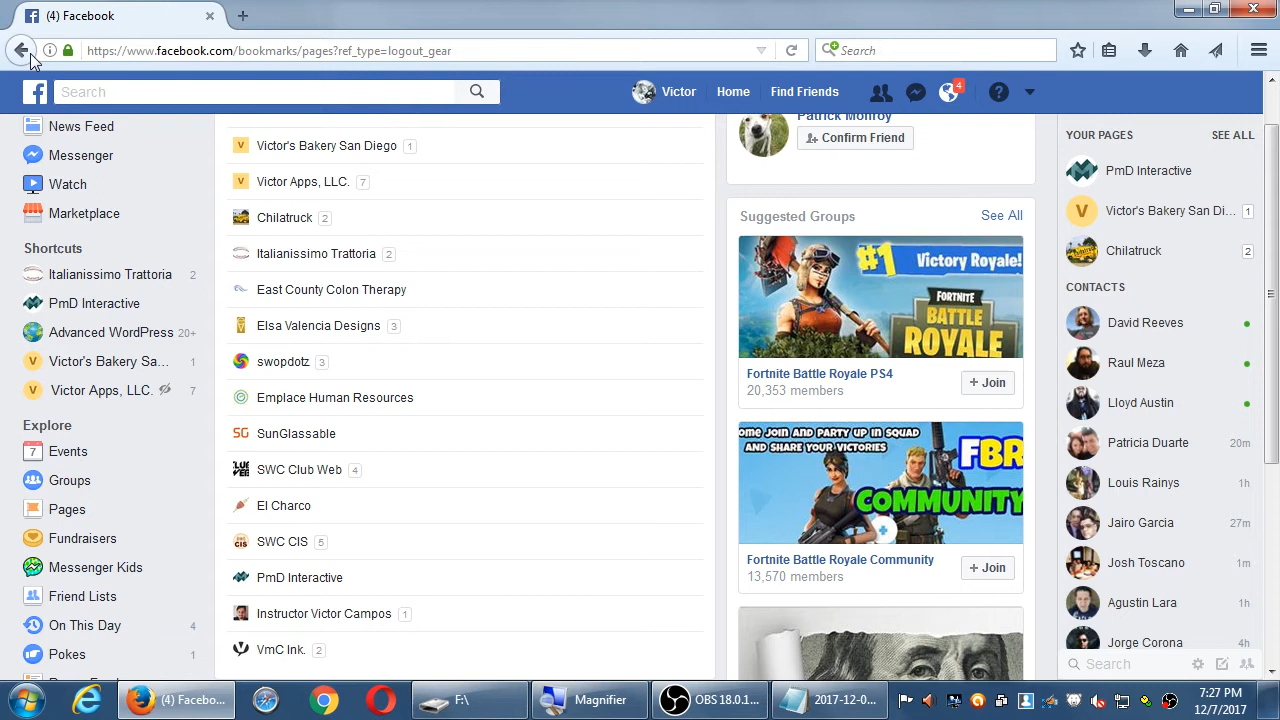 (4) Facebook
https://www.facebook.com/bookmarks/pages?ref_type=logout_gear
Search
Search
Victor
Home
Find Friends
4
News Feed
Messenger
Watch
Marketplace
Shortcuts
Italianissimo Trattoria 2
PmD Interactive
Advanced WordPress 20+
Victor's Bakery Sa... 1
Victor Apps, LLC. 7
Explore
Events
Groups
Pages
Fundraisers
Messenger Kids
Friend Lists
On This Day 4
Pokes 1
Victor's Bakery San Diego 1
Victor Apps, LLC. 7
Chilatruck 2
Italianissimo Trattoria 2
East County Colon Therapy
Elsa Valencia Designs 3
swopdotz 3
Emplace Human Resources
SunGlassable
SWC Club Web 4
El Charco
SWC CIS 5
PmD Interactive
Instructor Victor Campos 1
VmC Ink. 2
Patrick Monroy
Confirm Friend
Suggested Groups
See All
#1 Victory Royale!
FORTNITE
BATTLE
ROYALE
Fortnite Battle Royale PS4
20,353 members
+ Join
OME JOIN AND PARTY UP IN SQUAD
AND SHARE YOUR VICTORIES
FBR
COMMUNITY
Fortnite Battle Royale Community
13,570 members
+ Join
YOUR PAGES
SEE ALL
PmD Interactive
Victor's Bakery San Di... 1
Chilatruck 2
CONTACTS
David Reeves
Raul Meza
Lloyd Austin
Patricia Duarte 20m
Louis Rainys 1h
Jairo Garcia 27m
Josh Toscano 1m
Agustin Lara 1h
Jorge Corona 4h
Search
(4) Facebo...
F:\
Magnifier
OBS 18.0.1...
2017-12-0...
7:27 PM
12/7/2017